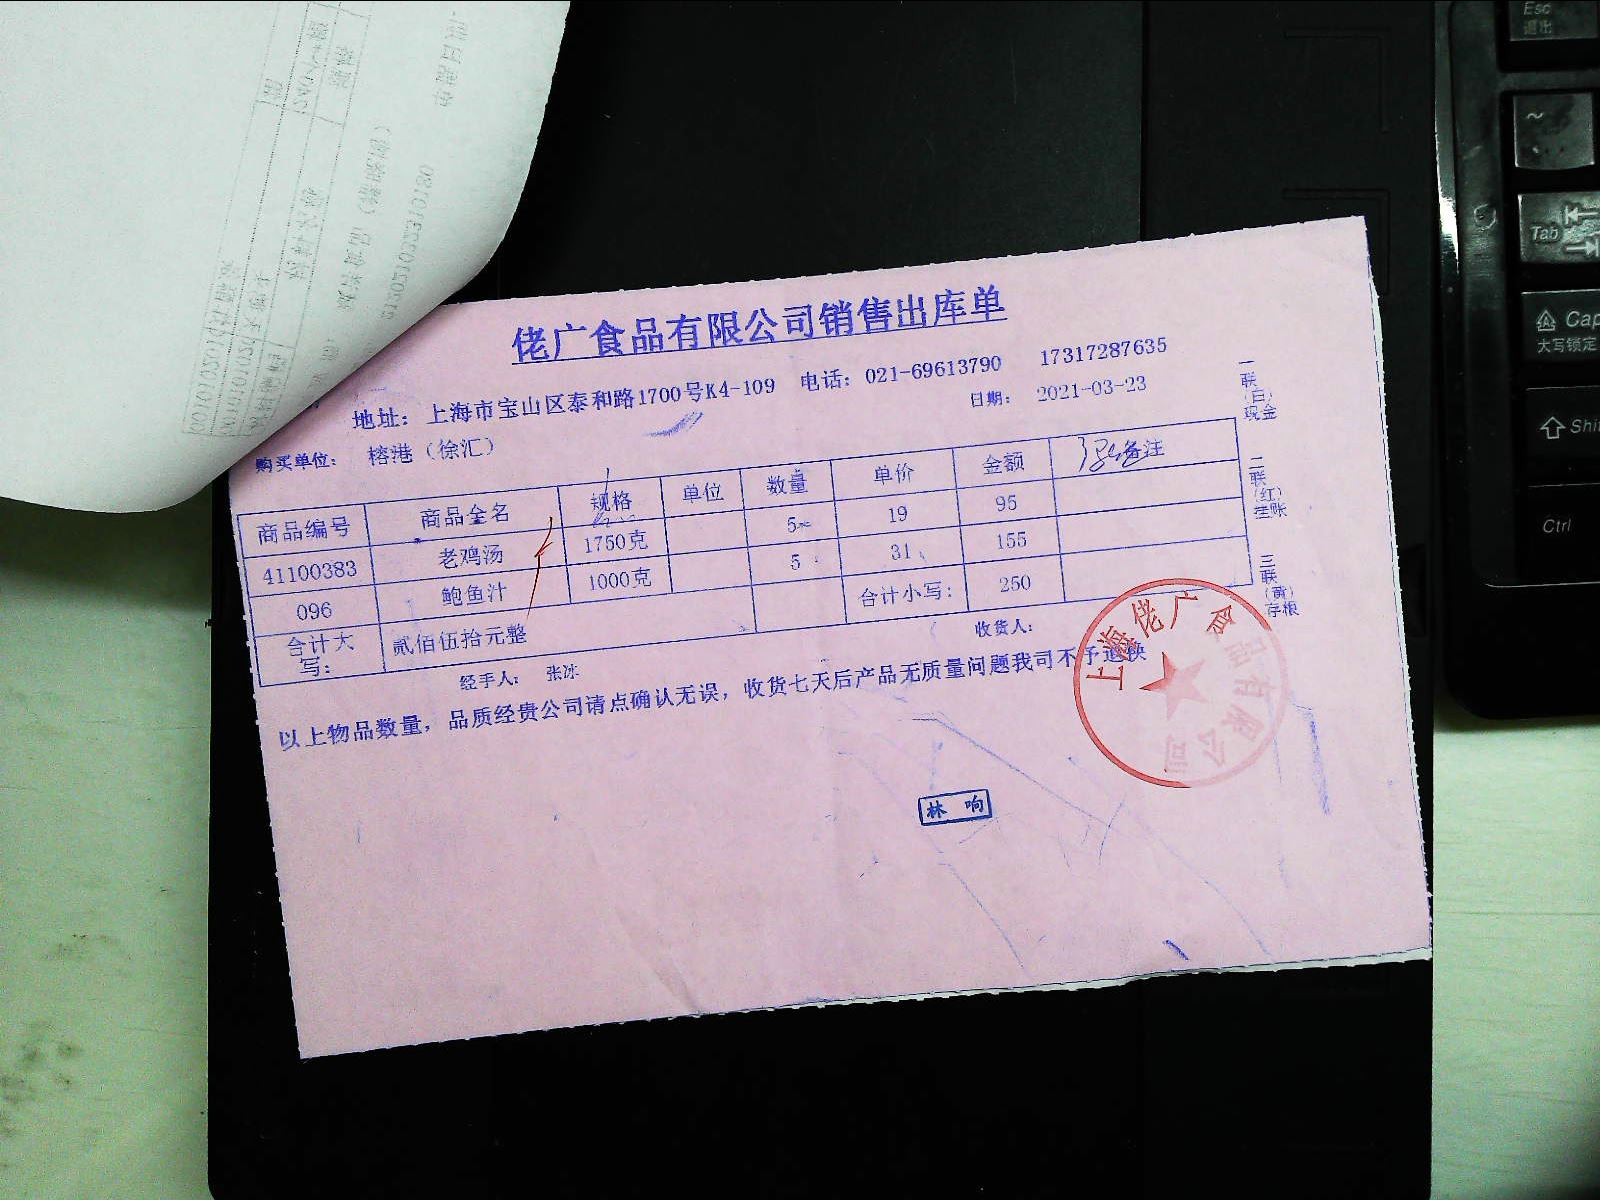 佬广食品有限公司销售出库单
地址: 上海市宝山区泰和路1700号K4-109 电话: 021-69613790 17317287635
日期: 2021-03-23
购买单位: 榕港（徐汇）
商品编号 商品全名 规格 单位 数量 单价 金额 备注
41100383 老鸡汤 1750克 5 19 95
096 鲍鱼汁 1000克 5 31 155
合计大写: 贰佰伍拾元整 合计小写: 250
经手人: 张冰 收货人:
以上物品数量，品质经贵公司请点确认无误，收货七天后产品无质量问题我司不予退换
一联（白）现金
二联（红）挂账
三联（黄）存根
上海佬广食品有限公司
林响
Esc
退出
~
Tab
Cap
大写锁定
Shi
Ctrl